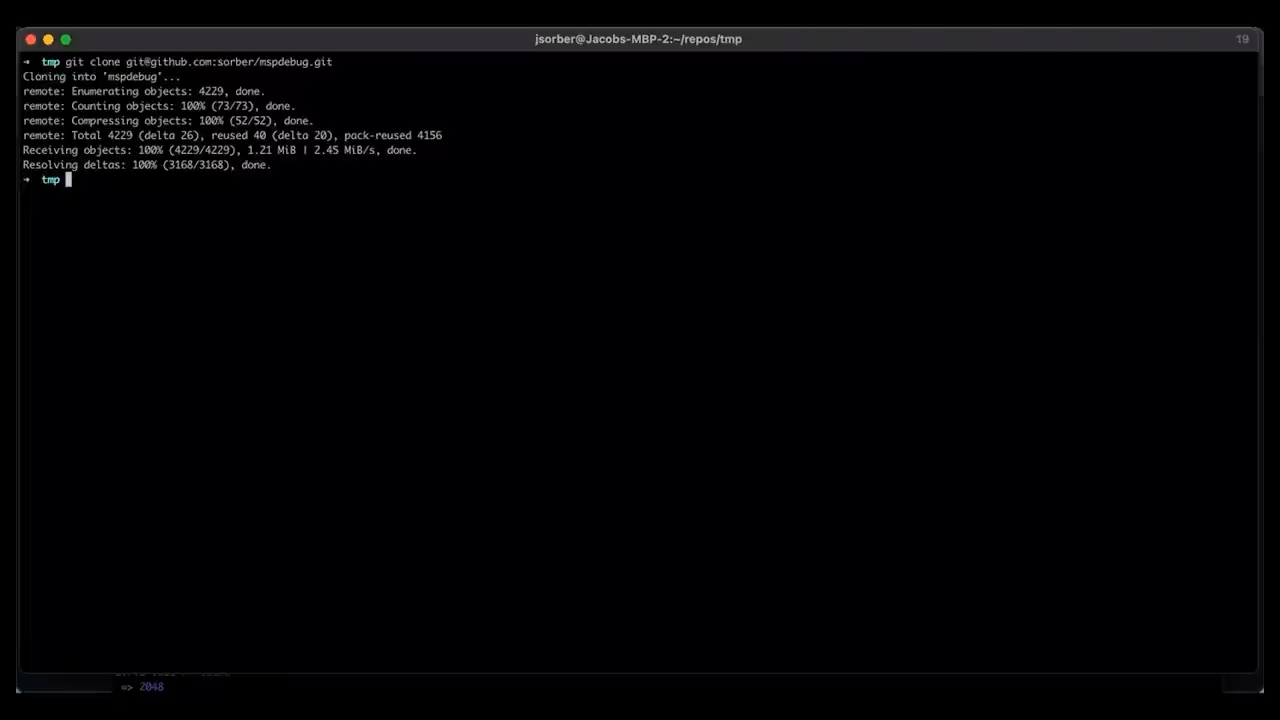 jsorber@Jacobs-MBP-2:~/repos/tmp
19
➜ tmp git clone git@github.com:sorber/mspdebug.git
Cloning into 'mspdebug'...
remote: Enumerating objects: 4229, done.
remote: Counting objects: 100% (73/73), done.
remote: Compressing objects: 100% (52/52), done.
remote: Total 4229 (delta 26), reused 40 (delta 20), pack-reused 4156
Receiving objects: 100% (4229/4229), 1.21 MiB | 2.45 MiB/s, done.
Resolving deltas: 100% (3168/3168), done.
➜ tmp
=> 2048